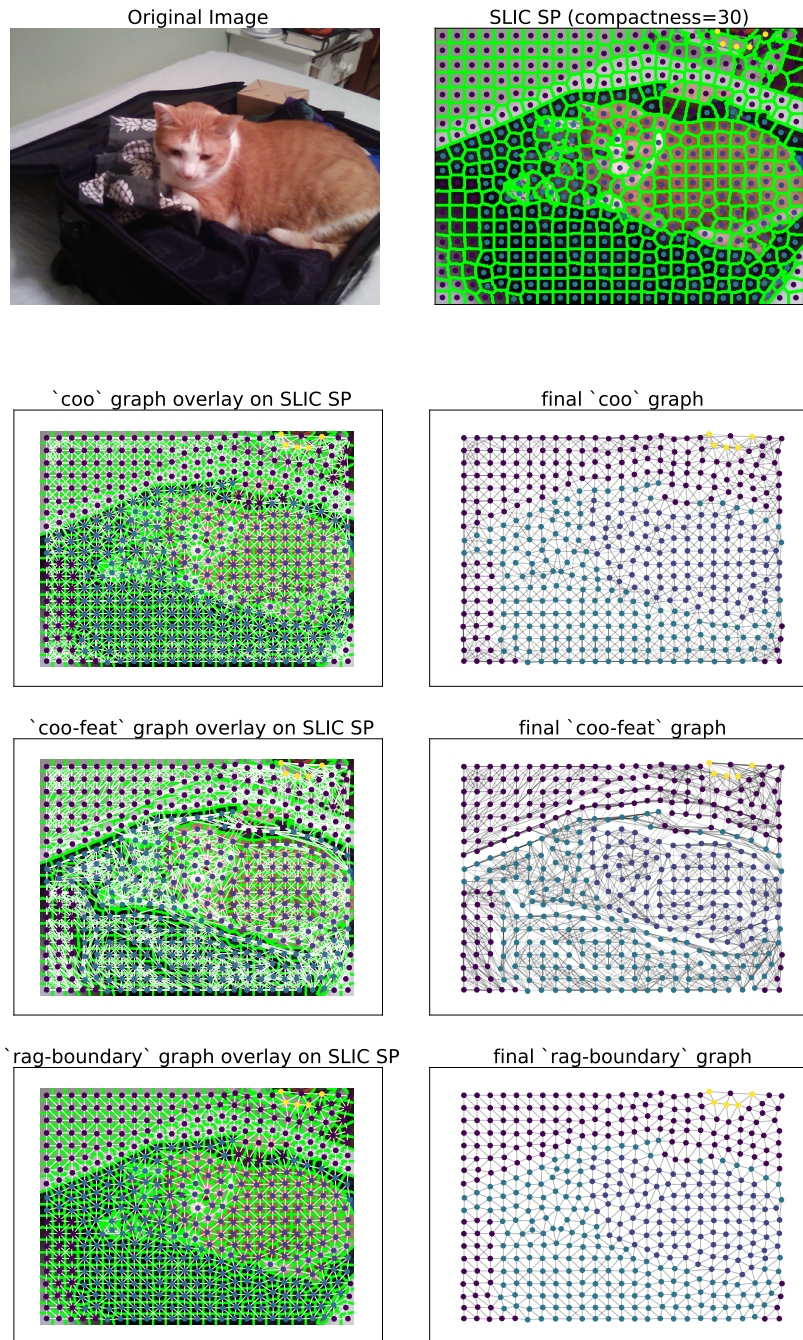 Original Image
SLIC SP (compactness=30)
`coo` graph overlay on SLIC SP
final `coo` graph
`coo-feat` graph overlay on SLIC SP
final `coo-feat` graph
`rag-boundary` graph overlay on SLIC SP
final `rag-boundary` graph